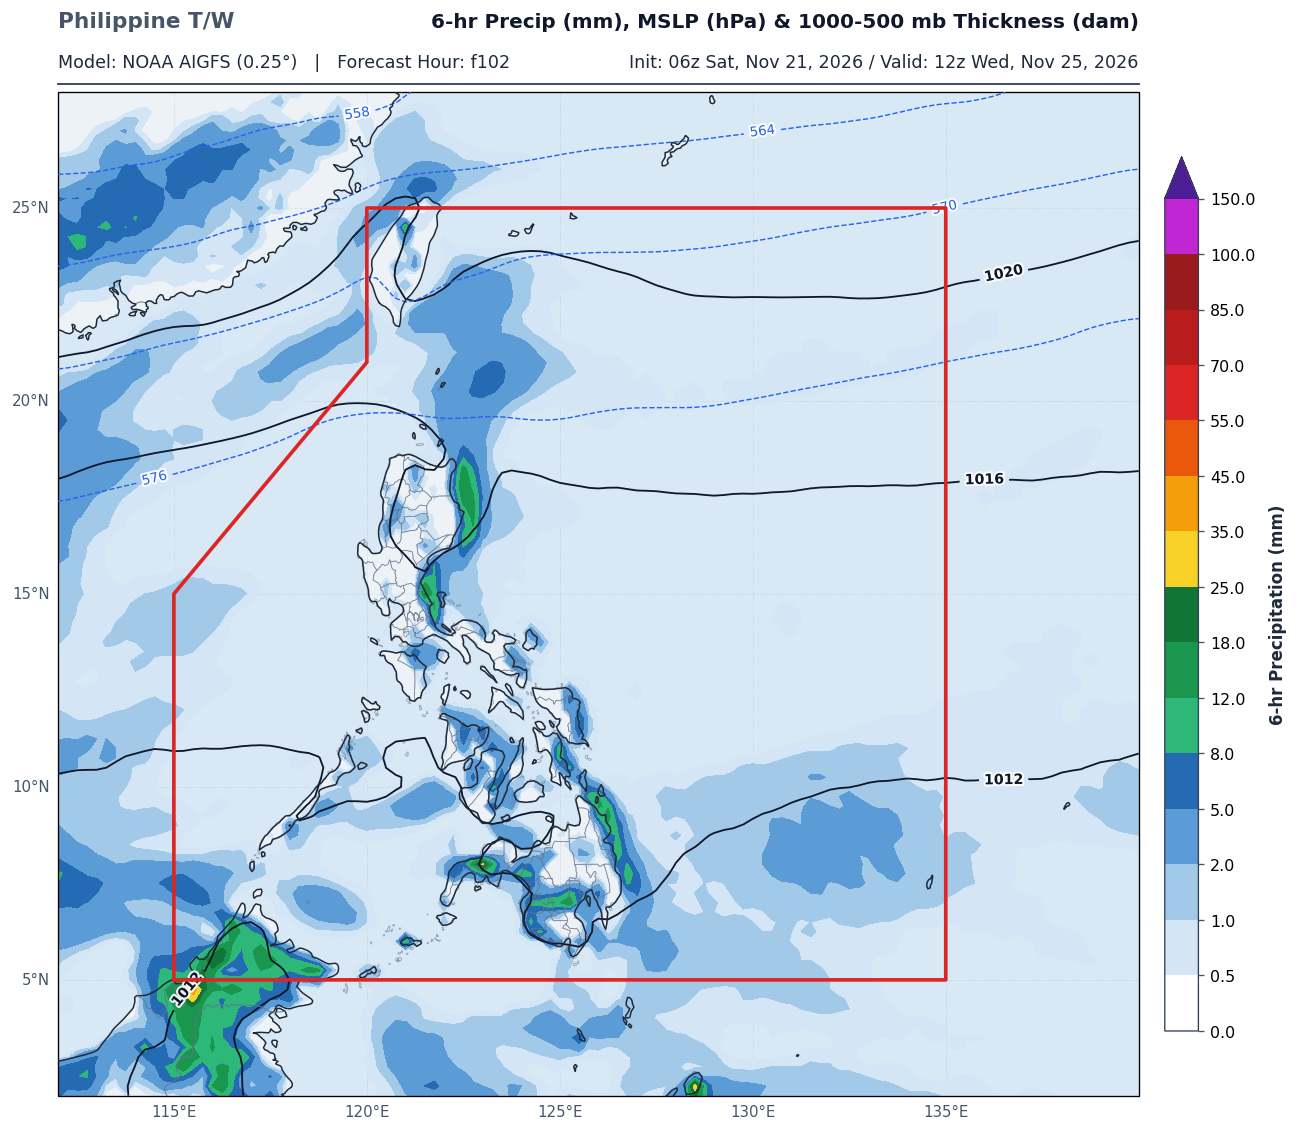 Philippine T/W
6-hr Precip (mm), MSLP (hPa) & 1000-500 mb Thickness (dam)
Model: NOAA AIGFS (0.25°) | Forecast Hour: f102
Init: 06z Sat, Nov 21, 2026 / Valid: 12z Wed, Nov 25, 2026
558
564
570
576
1020
1016
1012
1012
25°N
20°N
15°N
10°N
5°N
115°E
120°E
125°E
130°E
135°E
150.0
100.0
85.0
70.0
55.0
45.0
35.0
25.0
18.0
12.0
8.0
5.0
2.0
1.0
0.5
0.0
6-hr Precipitation (mm)